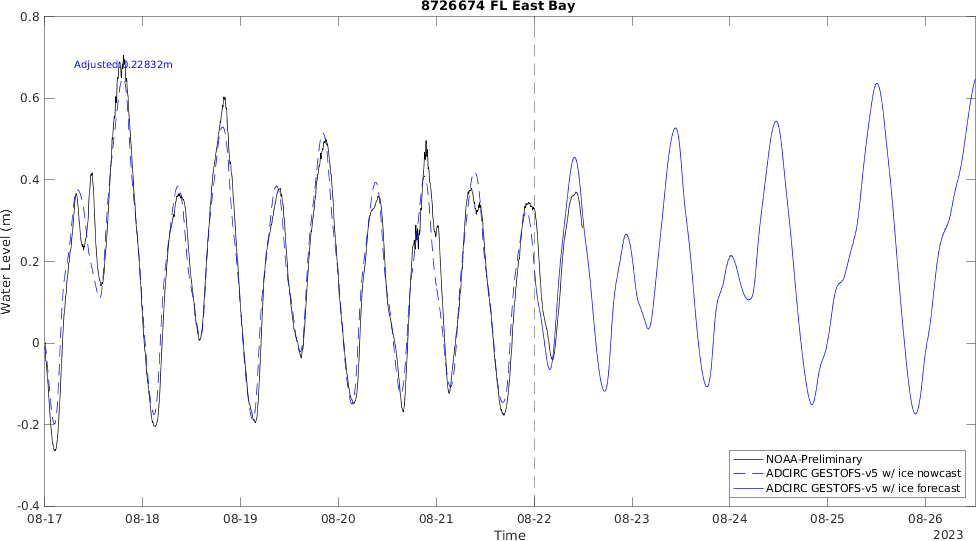 8726674 FL East Bay
0.8
Adjusted 0.22832m
0.6
0.4
0.2
0
-0.2
-0.4
Water Level (m)
NOAA-Preliminary
ADCIRC GESTOFS-v5 w/ ice nowcast
ADCIRC GESTOFS-v5 w/ ice forecast
08-17 08-18 08-19 08-20 08-21 08-22 08-23 08-24 08-25 08-26
Time
2023